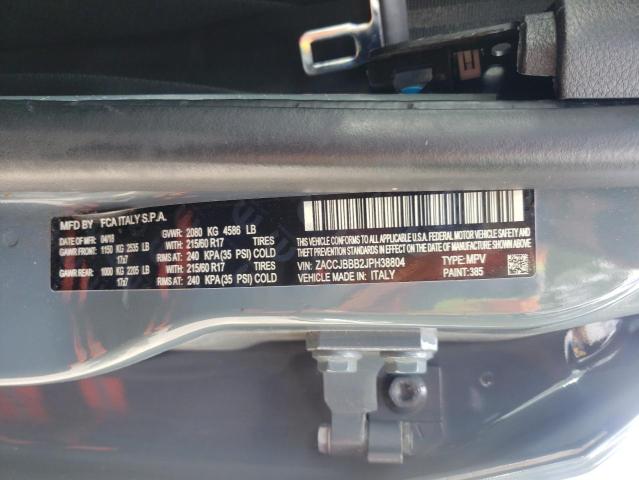 MFD BY FCA ITALY S.P.A. GVWR: 2080 KG 4586 LB
DATE OF MFR: 04/18 WITH: 215/60 R17 TIRES
GAWR FRONT: 1150 KG 2535 LB RIMS AT: 240 KPA(35 PSI) COLD
17x7
WITH: 215/60 R17 TIRES
GAWR REAR: 1000 KG 2205 LB RIMS AT: 240 KPA(35 PSI) COLD
17x7
THIS VEHICLE CONFORMS TO ALL APPLICABLE U.S.A. FEDERAL MOTOR VEHICLE SAFETY, BUMPER AND
THEFT PREVENTION STANDARDS IN EFFECT ON THE DATE OF MANUFACTURE SHOWN ABOVE.
VIN: ZACCJBBB2JPH38804 TYPE: MPV
VEHICLE MADE IN: ITALY PAINT: 385